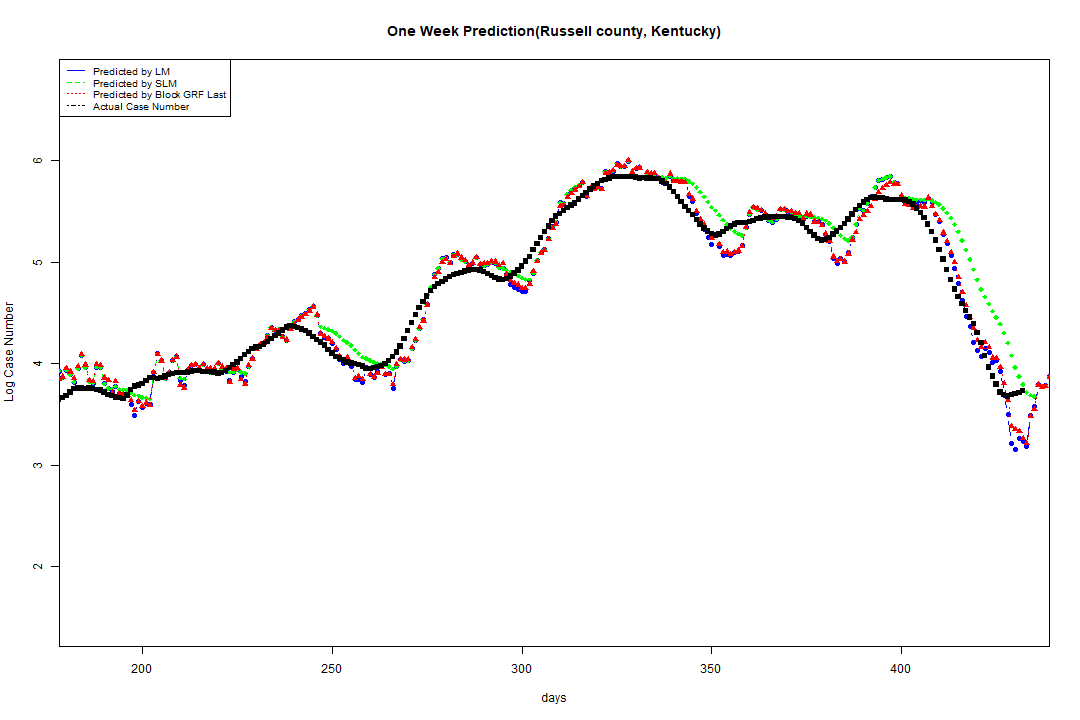 One Week Prediction(Russell county, Kentucky)
Predicted by LM
Predicted by SLM
Predicted by Block GRF Last
Actual Case Number
6
5
4
3
2
Log Case Number
200 250 300 350 400
days